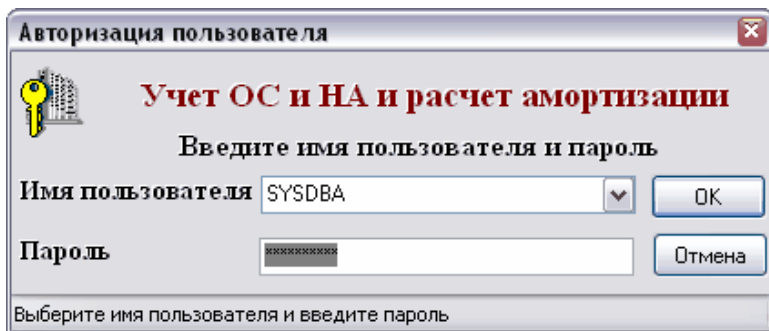 Авторизация пользователя
Учет ОС и НА и расчет амортизации
Введите имя пользователя и пароль
Имя пользователя SYSDBA OK
Пароль ********** Отмена
Выберите имя пользователя и введите пароль